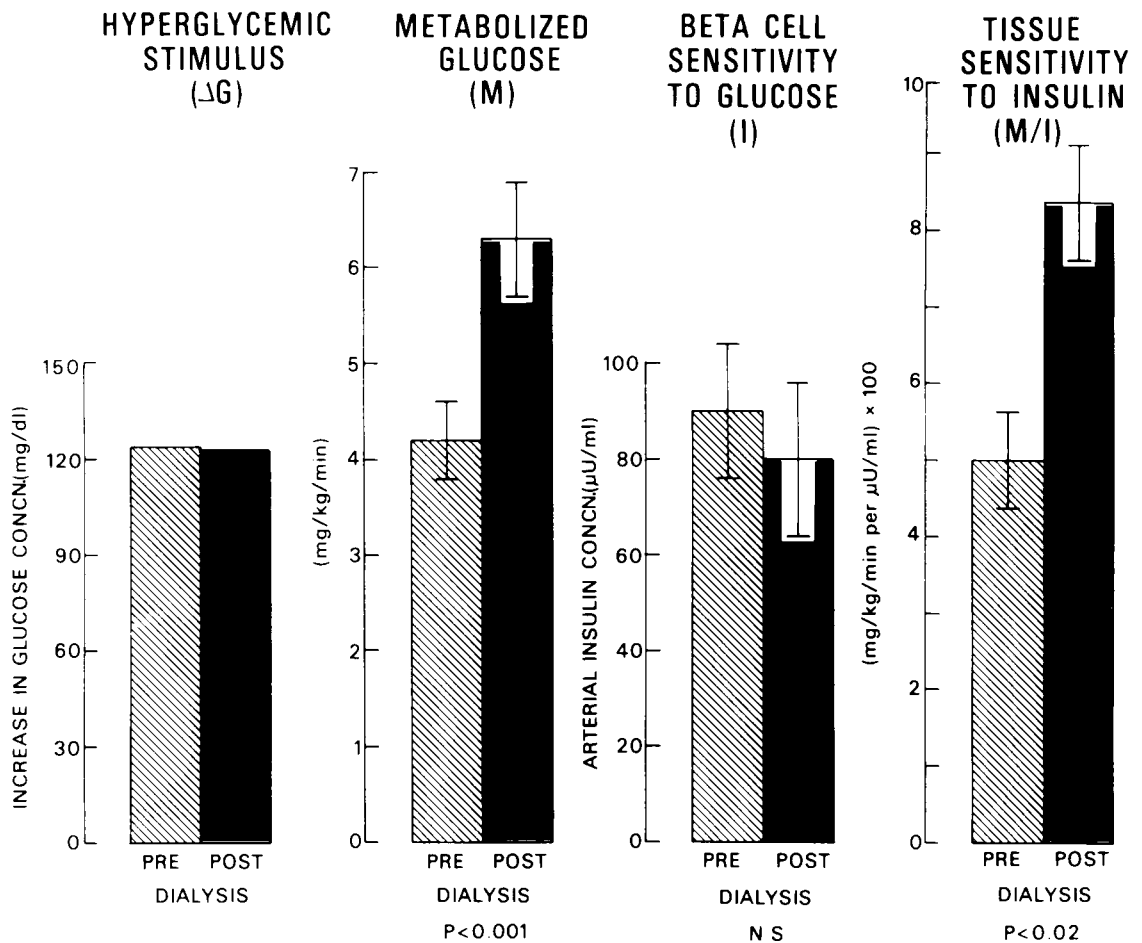 HYPERGLYCEMIC
STIMULUS
(⊿G)
150
120
90
60
30
0
INCREASE IN GLUCOSE CONCN.(mg/dl)
PRE POST
DIALYSIS
METABOLIZED
GLUCOSE
(M)
7
6
5
4
3
2
1
0
(mg/kg/min)
PRE POST
DIALYSIS
P<0.001
BETA CELL
SENSITIVITY
TO GLUCOSE
(I)
100
80
60
40
20
0
ARTERIAL INSULIN CONCN.(μU/ml)
PRE POST
DIALYSIS
N S
TISSUE
SENSITIVITY
TO INSULIN
(M/I)
10
8
6
4
2
0
(mg/kg/min per μU/ml) × 100
PRE POST
DIALYSIS
P<0.02